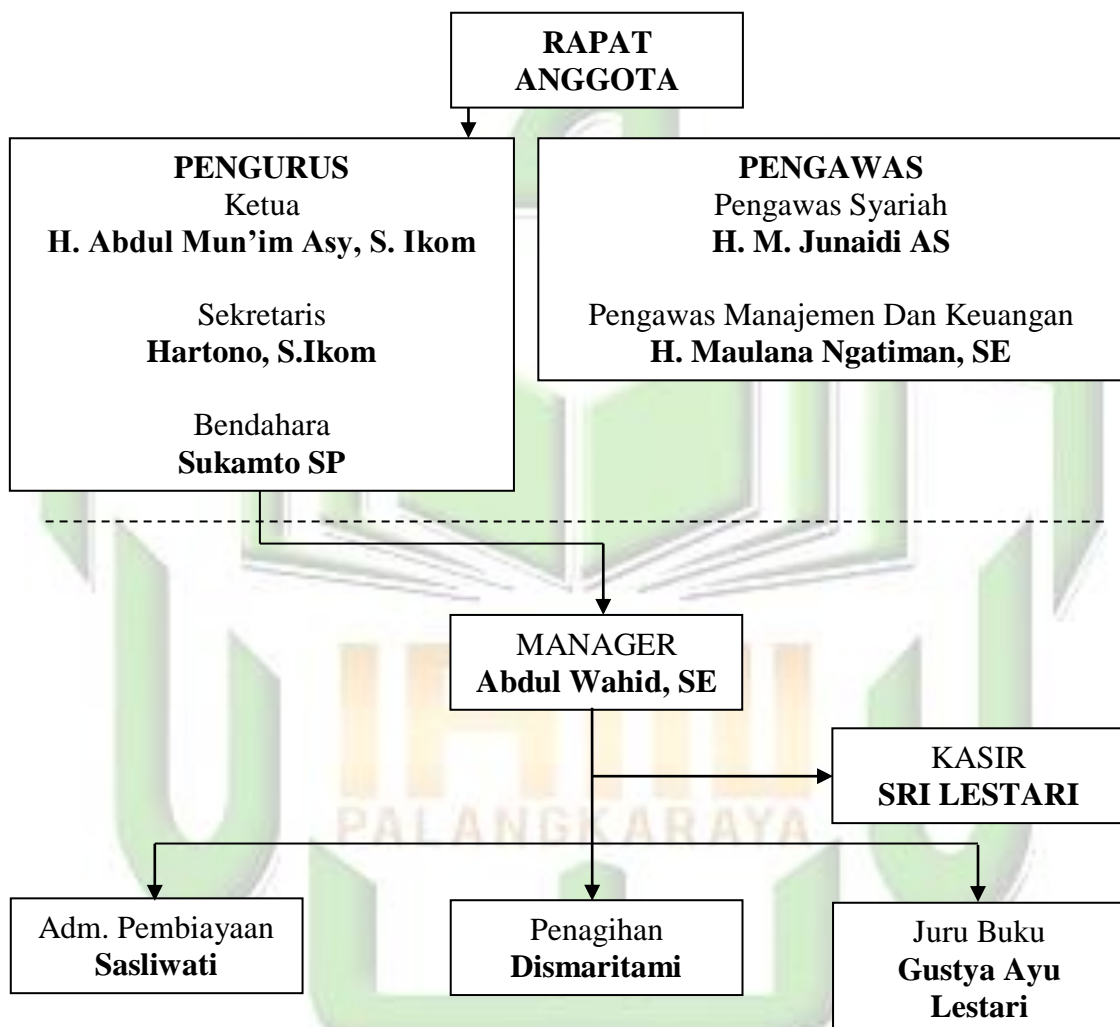 RAPAT
ANGGOTA
PENGURUS
Ketua
H. Abdul Mun’im Asy, S. Ikom
Sekretaris
Hartono, S.Ikom
Bendahara
Sukamto SP
PENGAWAS
Pengawas Syariah
H. M. Junaidi AS
Pengawas Manajemen Dan Keuangan
H. Maulana Ngatiman, SE
MANAGER
Abdul Wahid, SE
KASIR
SRI LESTARI
IAIN
PALANGKARAYA
Adm. Pembiayaan
Sasliwati
Penagihan
Dismaritami
Juru Buku
Gustya Ayu
Lestari